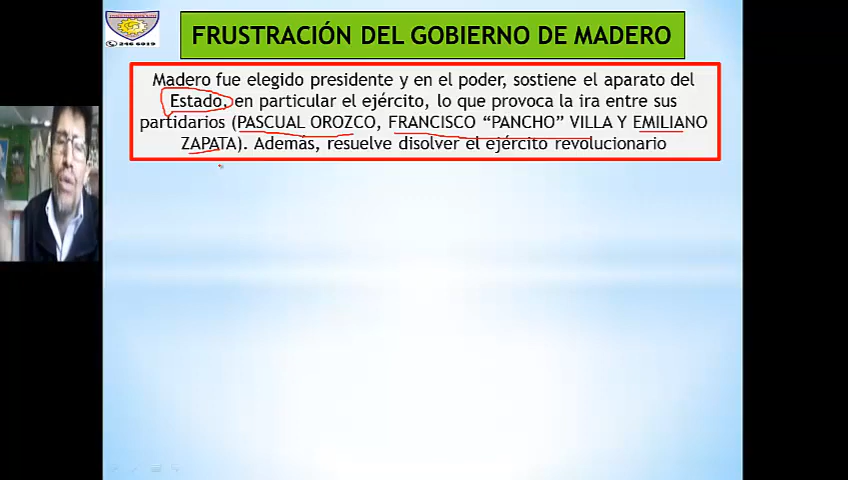 246 6019
FRUSTRACIÓN DEL GOBIERNO DE MADERO
Madero fue elegido presidente y en el poder, sostiene el aparato del
Estado, en particular el ejército, lo que provoca la ira entre sus
partidarios (PASCUAL OROZCO, FRANCISCO “PANCHO” VILLA Y EMILIANO
ZAPATA). Además, resuelve disolver el ejército revolucionario